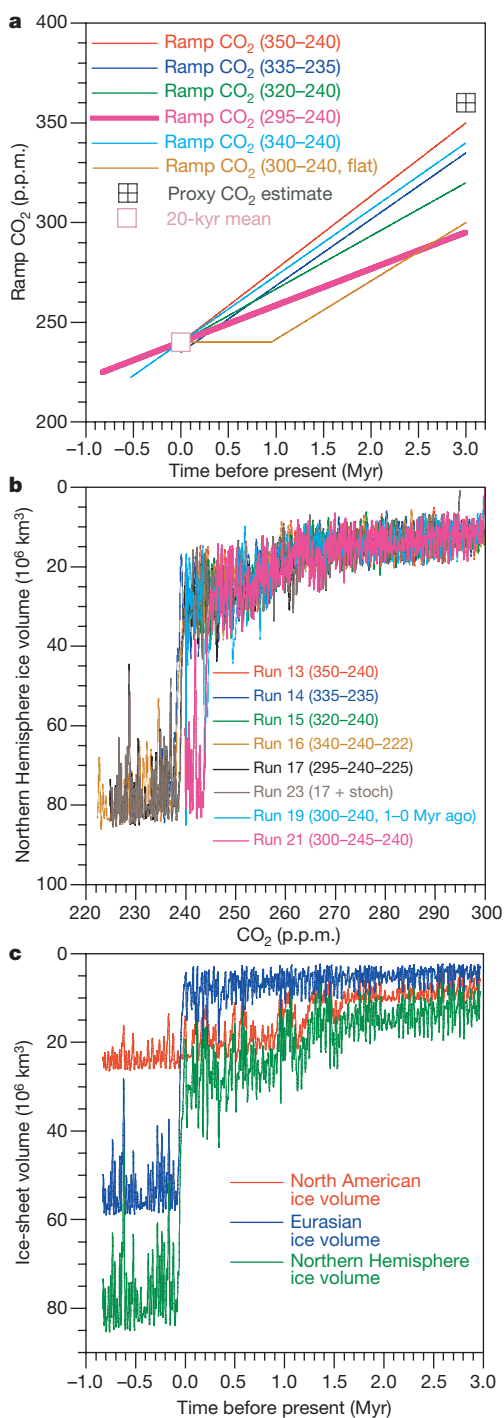 a
400
350
300
250
200
Ramp CO2 (p.p.m.)
Ramp CO2 (350–240)
Ramp CO2 (335–235)
Ramp CO2 (320–240)
Ramp CO2 (295–240)
Ramp CO2 (340–240)
Ramp CO2 (300–240, flat)
Proxy CO2 estimate
20-kyr mean
–1.0 –0.5 0.0 0.5 1.0 1.5 2.0 2.5 3.0
Time before present (Myr)
b
0
20
40
60
80
100
Northern Hemisphere ice volume (10⁶ km³)
Run 13 (350–240)
Run 14 (335–235)
Run 15 (320–240)
Run 16 (340–240–222)
Run 17 (295–240–225)
Run 23 (17 + stoch)
Run 19 (300–240, 1–0 Myr ago)
Run 21 (300–245–240)
220 230 240 250 260 270 280 290 300
CO2 (p.p.m.)
c
0
20
40
60
80
Ice-sheet volume (10⁶ km³)
North American
ice volume
Eurasian
ice volume
Northern Hemisphere
ice volume
–1.0 –0.5 0.0 0.5 1.0 1.5 2.0 2.5 3.0
Time before present (Myr)